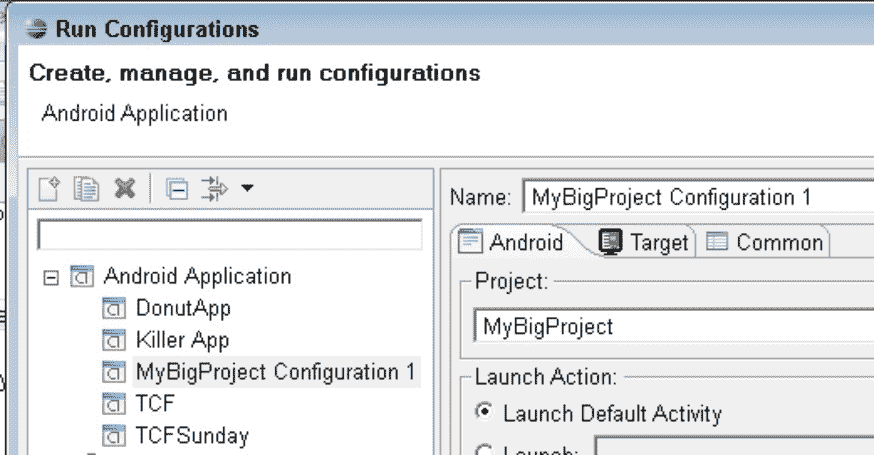 Run Configurations
Create, manage, and run configurations
Android Application
Name: MyBigProject Configuration 1
Android Target Common
Android Application
DonutApp
Killer App
MyBigProject Configuration 1
TCF
TCFSunday
Project:
MyBigProject
Launch Action:
Launch Default Activity
Launch: